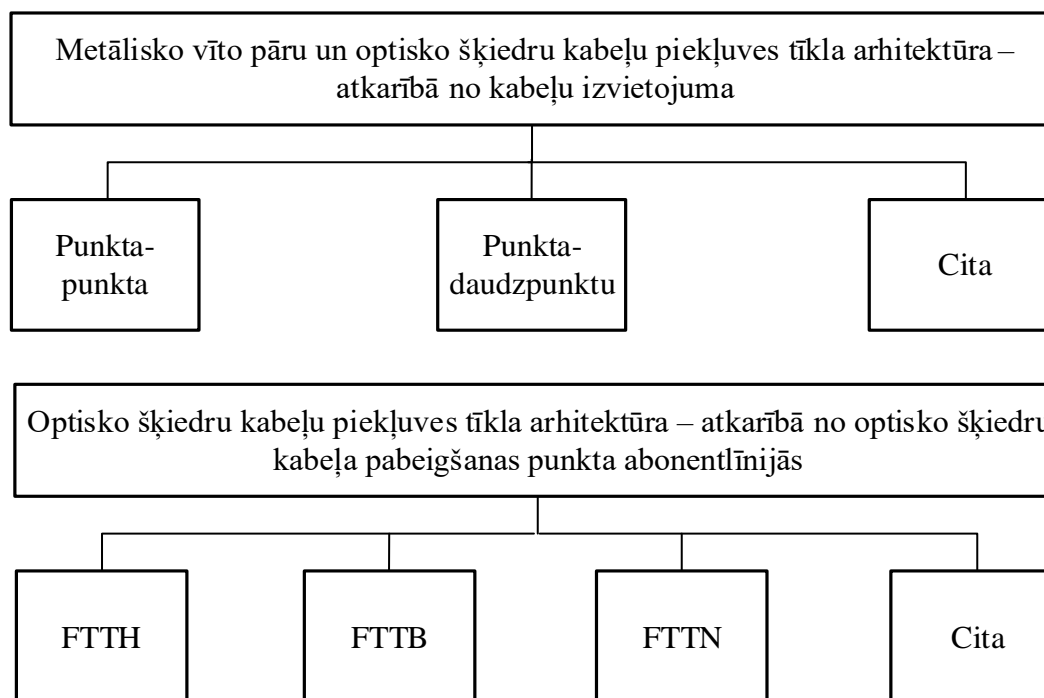 Metālisko vīto pāru un optisko šķiedru kabeļu piekļuves tīkla arhitektūra –
atkarībā no kabeļu izvietojuma
Punkta-
punkta
Punkta-
daudzpunktu
Cita
Optisko šķiedru kabeļu piekļuves tīkla arhitektūra – atkarībā no optisko šķiedru
kabeļa pabeigšanas punkta abonentlīnijās
FTTH
FTTB
FTTN
Cita